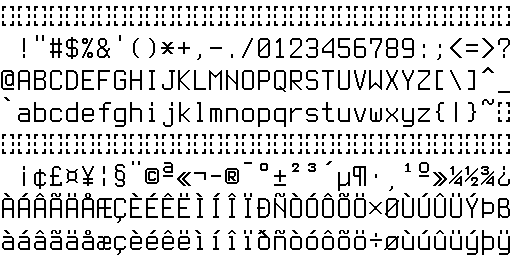 !"#$%&'()*+,-./0123456789:;<=>?
@ABCDEFGHIJKLMNOPQRSTUVWXYZ[\]^_
`abcdefghijklmnopqrstuvwxyz{|}~
¡¢£¤¥¦§¨©ª«¬-®¯°±²³´µ¶·¸¹º»¼½¾¿
ÀÁÂÃÄÅÆÇÈÉÊËÌÍÎÏÐÑÒÓÔÕÖ×ØÙÚÛÜÝÞß
àáâãäåæçèéêëìíîïðñòóôõö÷øùúûüýþÿ